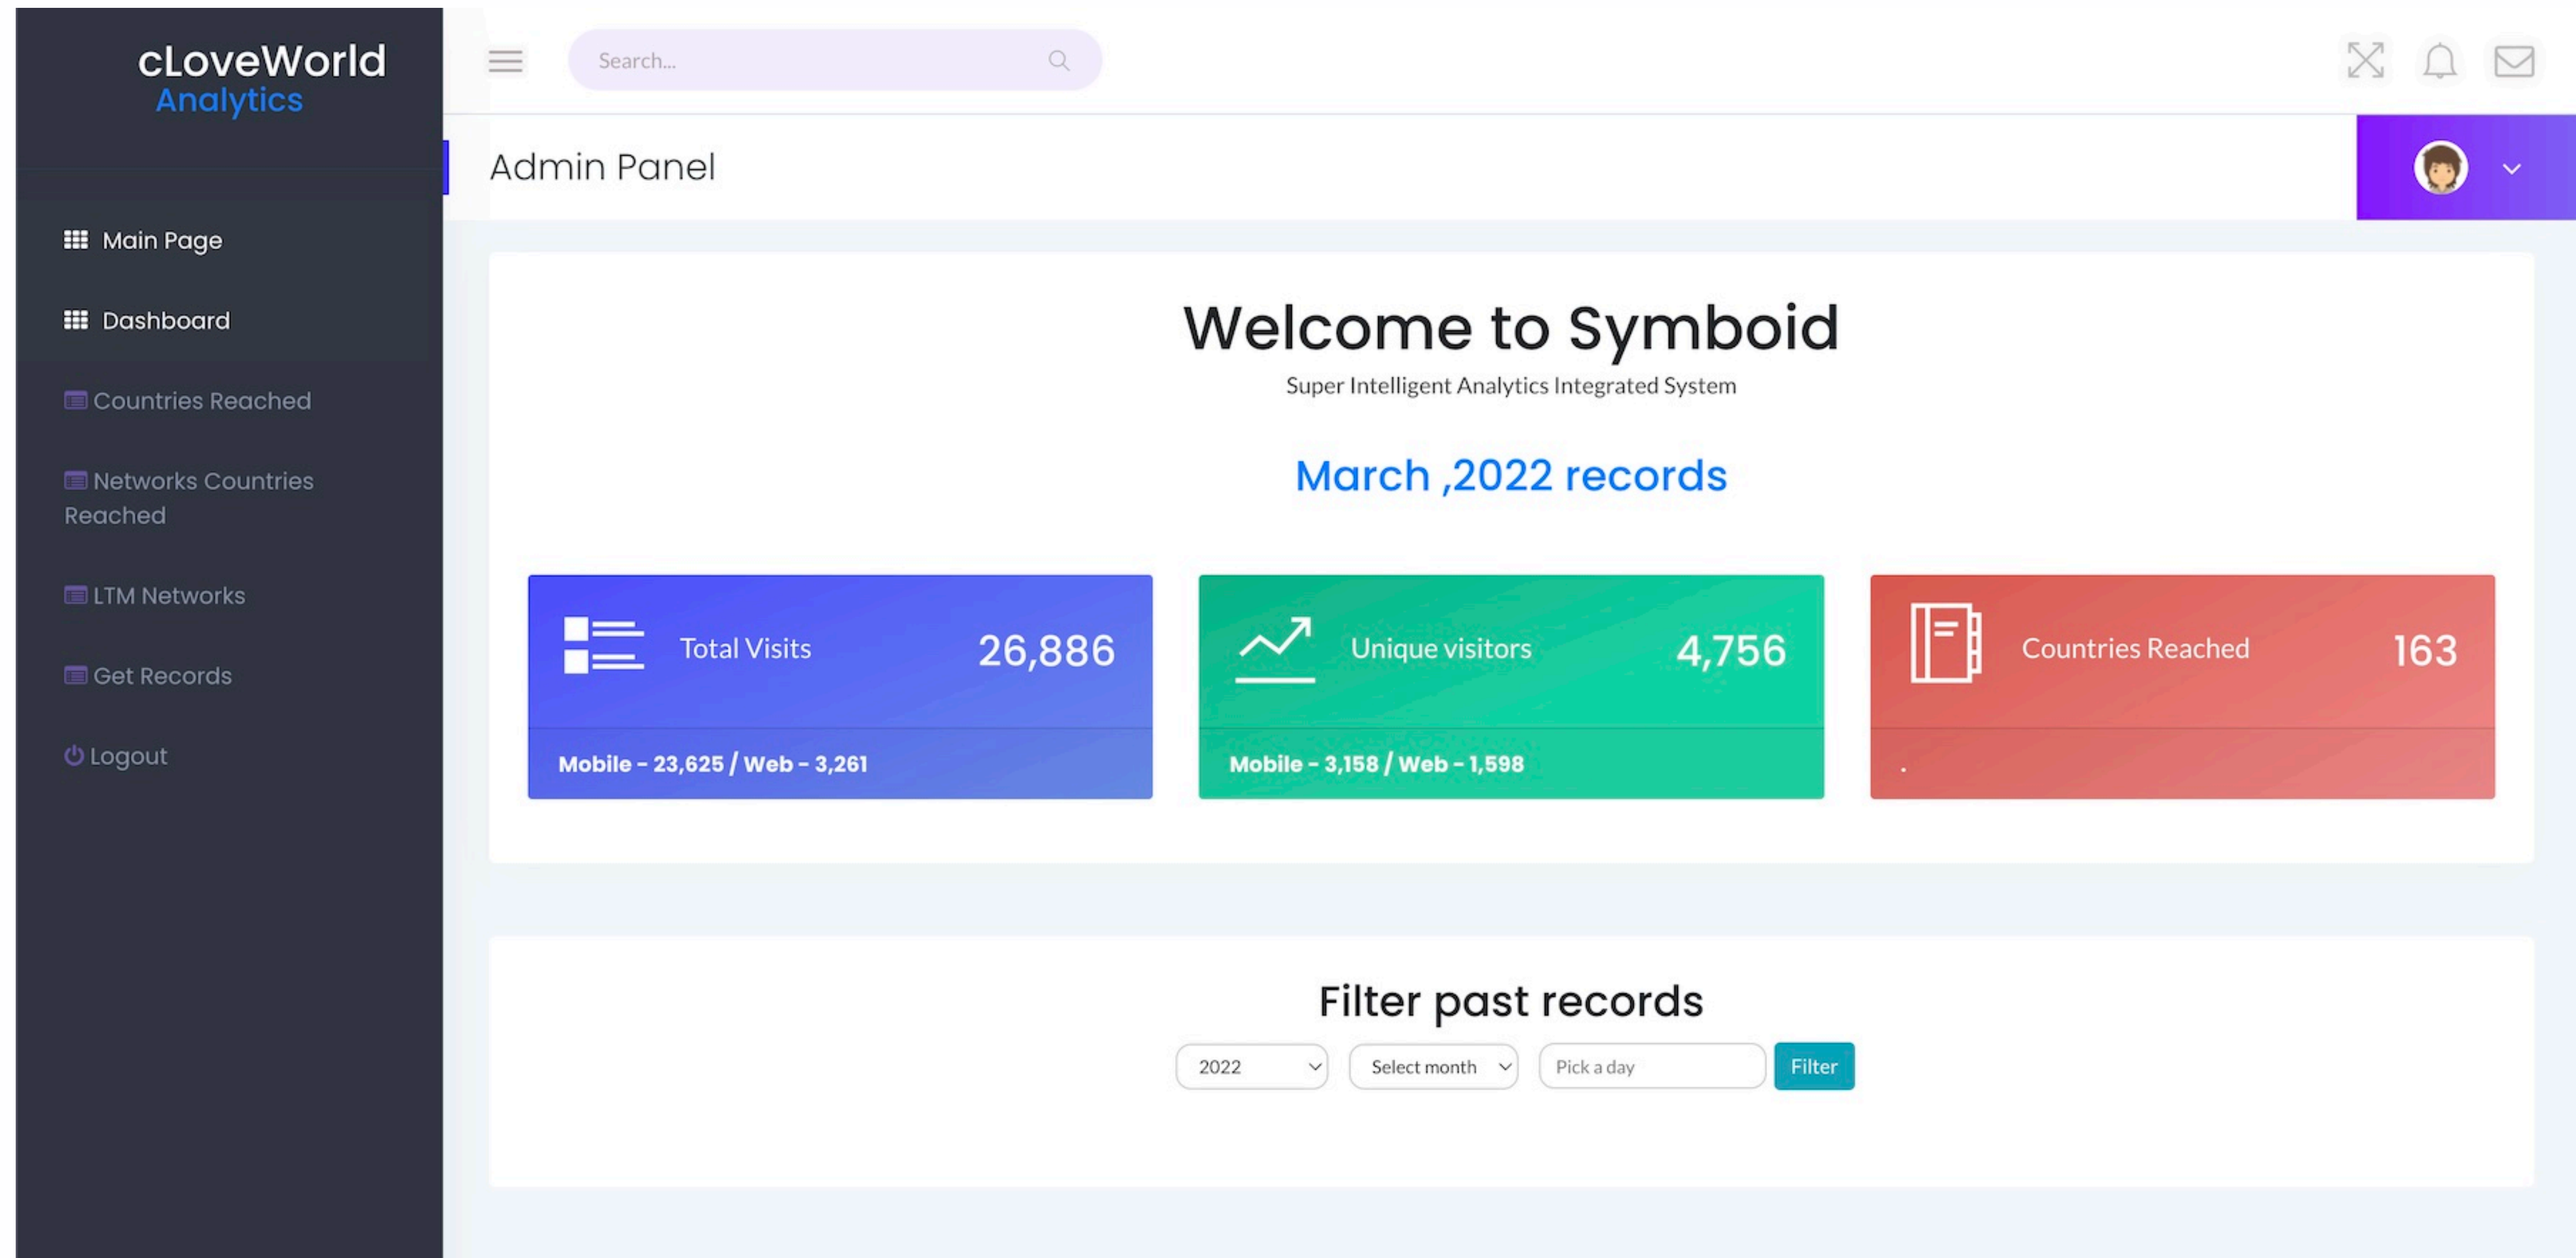 cLoveWorld
Analytics
Main Page
Dashboard
Countries Reached
Networks Countries
Reached
LTM Networks
Get Records
Logout
Search...
Admin Panel
Welcome to Symboid
Super Intelligent Analytics Integrated System
March ,2022 records
Total Visits 26,886
Mobile - 23,625 / Web - 3,261
Unique visitors 4,756
Mobile - 3,158 / Web - 1,598
Countries Reached 163
.
Filter past records
2022 Select month Pick a day Filter